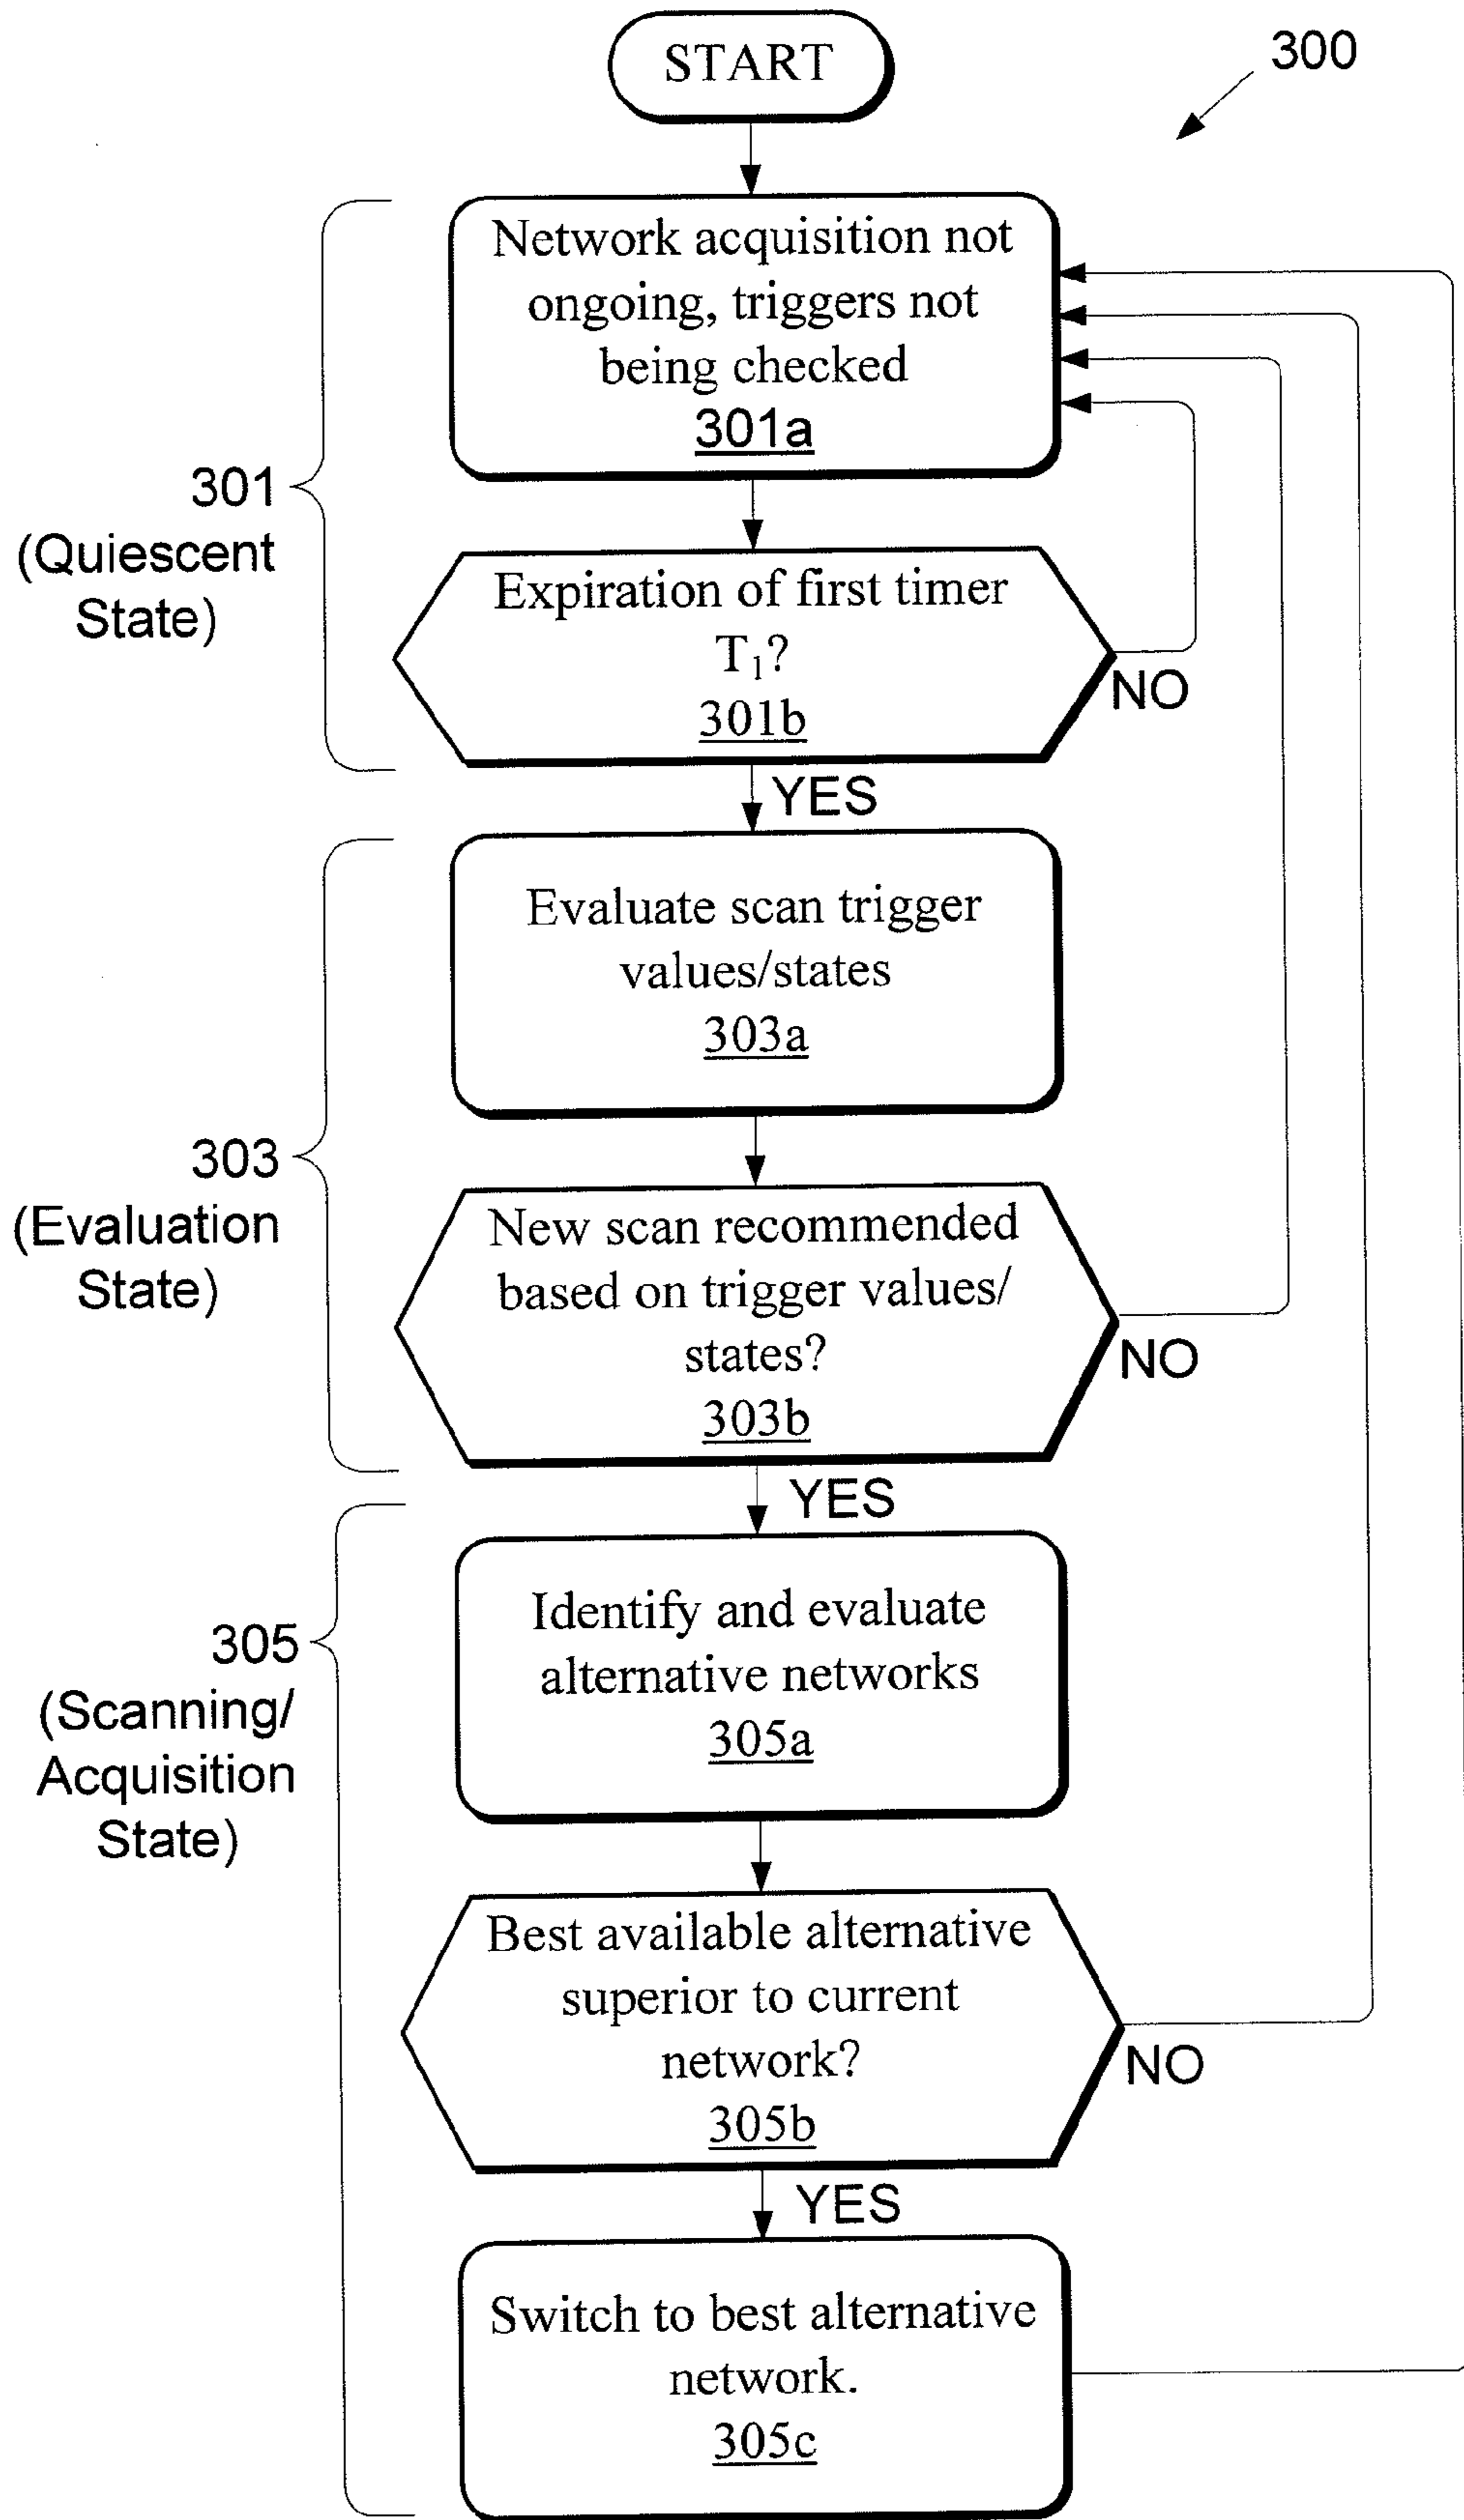 START
300
Network acquisition not
ongoing, triggers not
being checked
301a
301
(Quiescent
State)
Expiration of first timer
T₁?
301b
NO
YES
Evaluate scan trigger
values/states
303a
303
(Evaluation
State)
New scan recommended
based on trigger values/
states?
303b
NO
YES
Identify and evaluate
alternative networks
305a
305
(Scanning/
Acquisition
State)
Best available alternative
superior to current
network?
305b
NO
YES
Switch to best alternative
network.
305c